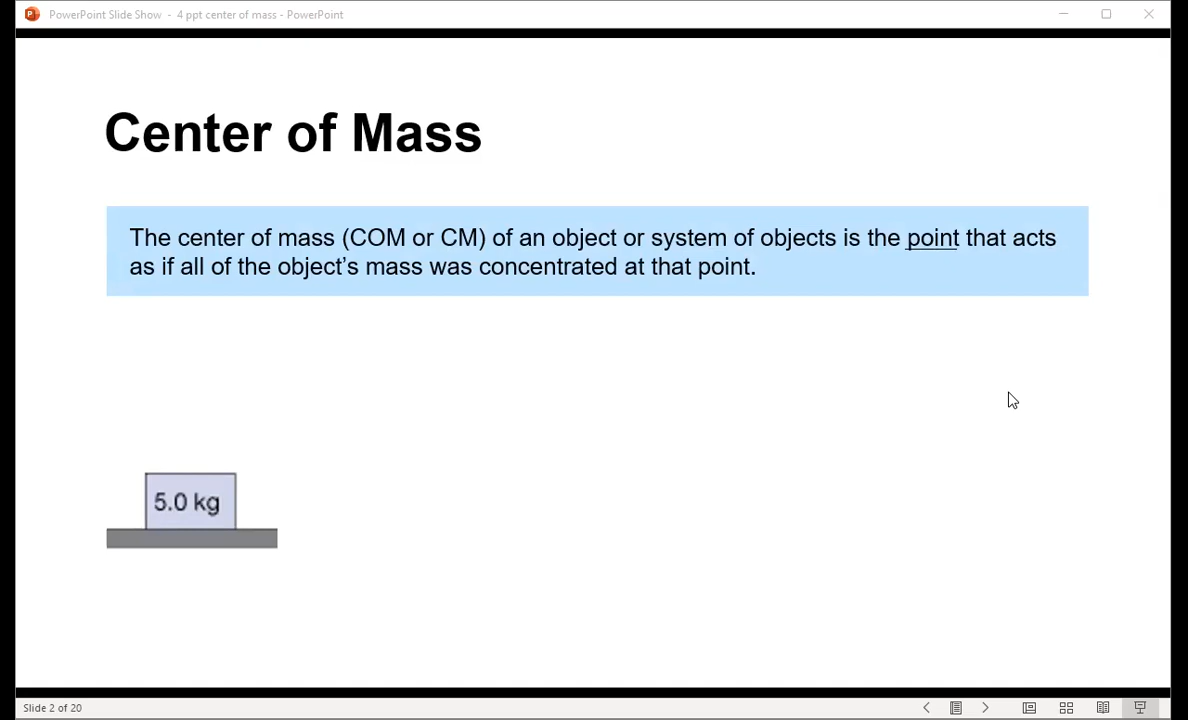 PowerPoint Slide Show - 4 ppt center of mass - PowerPoint
Center of Mass
The center of mass (COM or CM) of an object or system of objects is the point that acts
as if all of the object’s mass was concentrated at that point.
5.0 kg
Slide 2 of 20